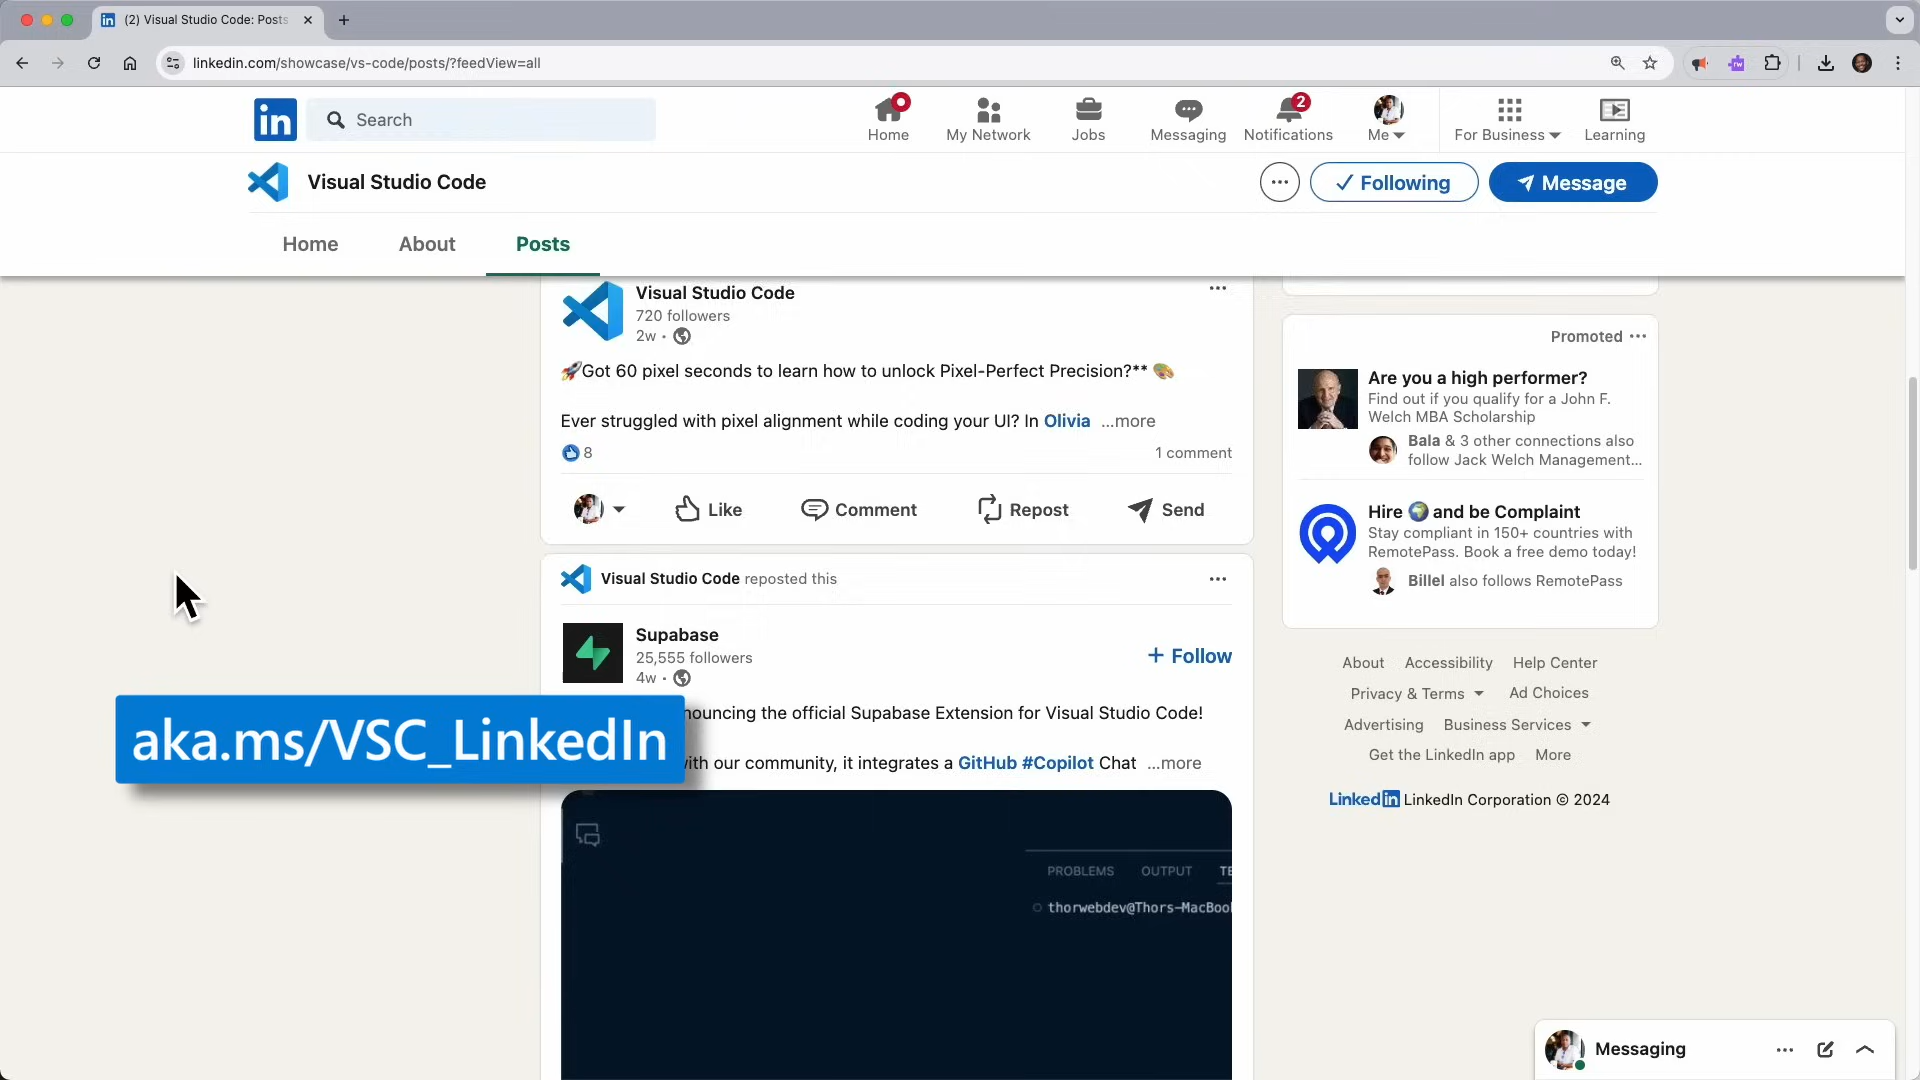 (2) Visual Studio Code: Posts
linkedin.com/showcase/vs-code/posts/?feedView=all
in
Search
Home
My Network
Jobs
Messaging
2
Notifications
Me
For Business
Learning
Visual Studio Code
Following
Message
Home
About
Posts
Visual Studio Code
720 followers
2w •
🚀Got 60 pixel seconds to learn how to unlock Pixel-Perfect Precision?** 🎨
Ever struggled with pixel alignment while coding your UI? In Olivia ...more
8
1 comment
Like
Comment
Repost
Send
Visual Studio Code reposted this
Supabase
25,555 followers
4w •
+ Follow
ouncing the official Supabase Extension for Visual Studio Code!
ith our community, it integrates a GitHub #Copilot Chat ...more
aka.ms/VSC_LinkedIn
PROBLEMS OUTPUT TE
thorwebdev@Thors-MacBook
Promoted
Are you a high performer?
Find out if you qualify for a John F.
Welch MBA Scholarship
Bala & 3 other connections also
follow Jack Welch Management...
Hire 🌍 and be Complaint
Stay compliant in 150+ countries with
RemotePass. Book a free demo today!
Billel also follows RemotePass
About Accessibility Help Center
Privacy & Terms Ad Choices
Advertising Business Services
Get the LinkedIn app More
LinkedIn LinkedIn Corporation © 2024
Messaging